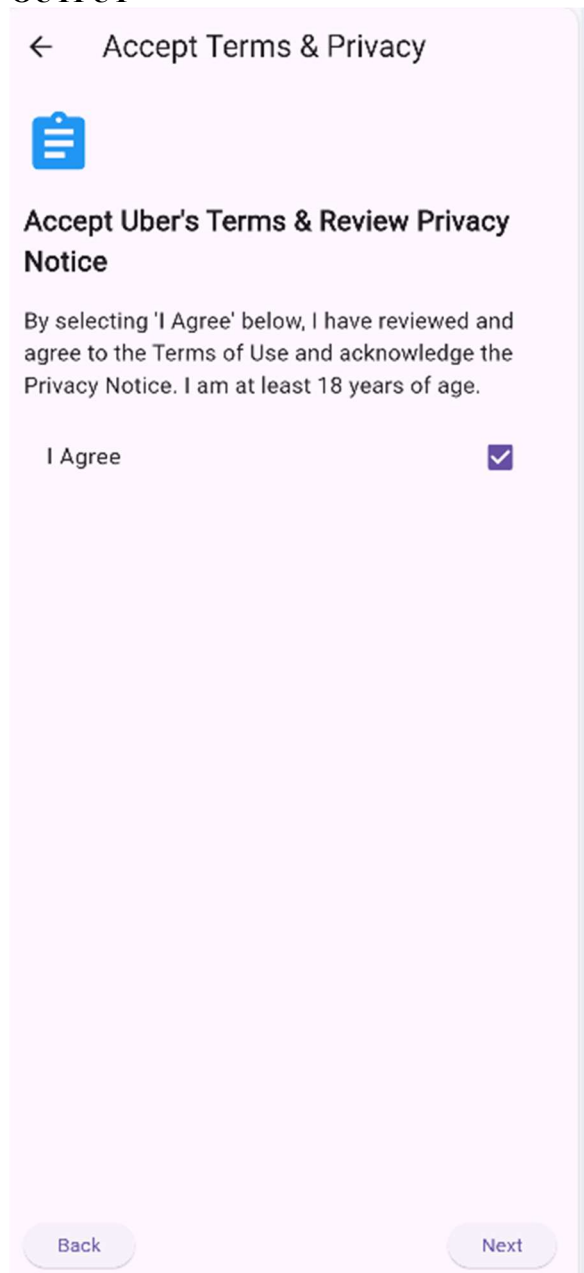 OUTPUT
Accept Terms & Privacy
Accept Uber's Terms & Review Privacy
Notice
By selecting 'I Agree' below, I have reviewed and
agree to the Terms of Use and acknowledge the
Privacy Notice. I am at least 18 years of age.
I Agree
Back Next